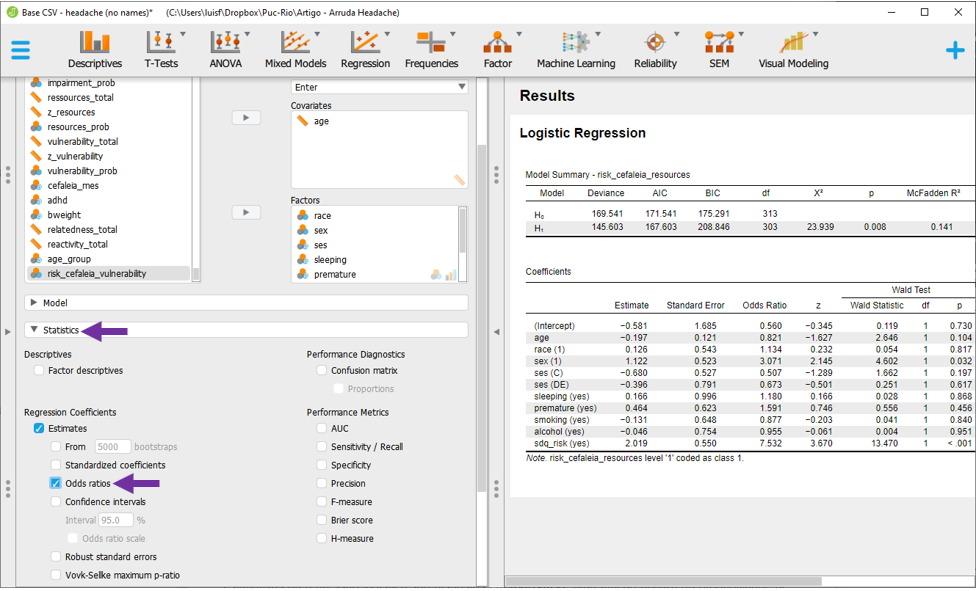 Base CSV - headache (no names)* (C:\Users\luisf\Dropbox\Puc-Rio\Artigo - Arruda Headache)
Descriptives T-Tests ANOVA Mixed Models Regression Frequencies Factor Machine Learning Reliability SEM Visual Modeling
impairment_prob
ressources_total
z_resources
resources_prob
vulnerability_total
z_vulnerability
vulnerability_prob
cefaleia_mes
adhd
bweight
relatedness_total
reactivity_total
age_group
risk_cefaleia_vulnerability
Enter
Covariates
age
Factors
race
sex
ses
sleeping
premature
Model
Statistics
Descriptives
Factor descriptives
Performance Diagnostics
Confusion matrix
Proportions
Regression Coefficients
Estimates
From 5000 bootstraps
Standardized coefficients
Odds ratios
Confidence intervals
Interval 95.0 %
Odds ratio scale
Robust standard errors
Vovk-Sellke maximum p-ratio
Performance Metrics
AUC
Sensitivity / Recall
Specificity
Precision
F-measure
Brier score
H-measure
Results
Logistic Regression
Model Summary - risk_cefaleia_resources
Model Deviance AIC BIC df X² p McFadden R²
H₀ 169.541 171.541 175.291 313
H₁ 145.603 167.603 208.846 303 23.939 0.008 0.141
Coefficients
Wald Test
Estimate Standard Error Odds Ratio z Wald Statistic df p
(Intercept) −0.581 1.685 0.560 −0.345 0.119 1 0.730
age −0.197 0.121 0.821 −1.627 2.646 1 0.104
race (1) 0.126 0.543 1.134 0.232 0.054 1 0.817
sex (1) 1.122 0.523 3.071 2.145 4.602 1 0.032
ses (C) −0.680 0.527 0.507 −1.289 1.662 1 0.197
ses (DE) −0.396 0.791 0.673 −0.501 0.251 1 0.617
sleeping (yes) 0.166 0.996 1.180 0.166 0.028 1 0.868
premature (yes) 0.464 0.623 1.591 0.746 0.556 1 0.456
smoking (yes) −0.131 0.648 0.877 −0.203 0.041 1 0.840
alcohol (yes) −0.046 0.754 0.955 −0.061 0.004 1 0.951
sdq_risk (yes) 2.019 0.550 7.532 3.670 13.470 1 < .001
Note. risk_cefaleia_resources level '1' coded as class 1.